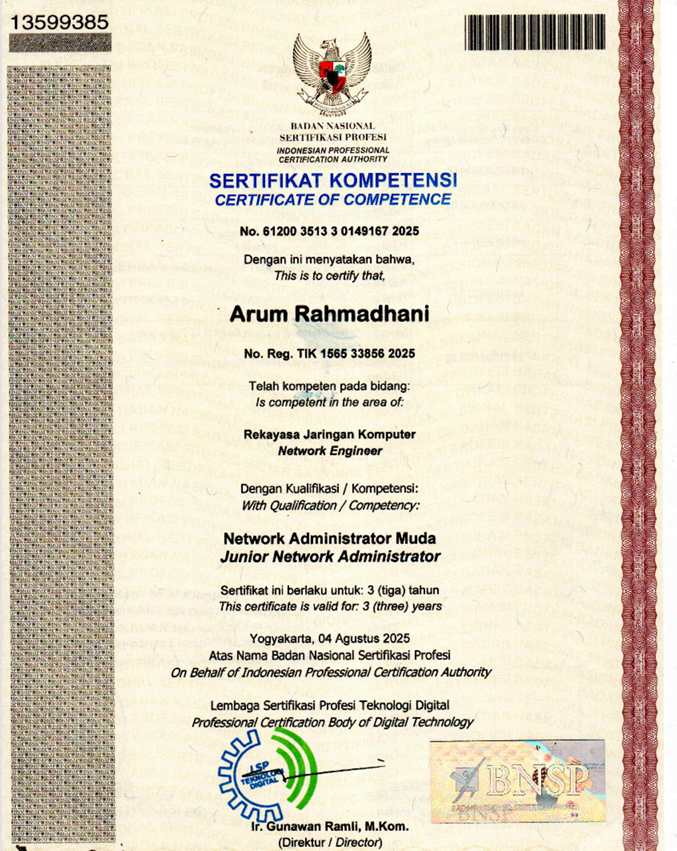 13599385
BADAN NASIONAL
SERTIFIKASI PROFESI
INDONESIAN PROFESSIONAL
CERTIFICATION AUTHORITY
SERTIFIKAT KOMPETENSI
CERTIFICATE OF COMPETENCE
No. 61200 3513 3 0149167 2025
Dengan ini menyatakan bahwa,
This is to certify that,
Arum Rahmadhani
No. Reg. TIK 1565 33856 2025
Telah kompeten pada bidang:
Is competent in the area of:
Rekayasa Jaringan Komputer
Network Engineer
Dengan Kualifikasi / Kompetensi:
With Qualification / Competency:
Network Administrator Muda
Junior Network Administrator
Sertifikat ini berlaku untuk: 3 (tiga) tahun
This certificate is valid for: 3 (three) years
Yogyakarta, 04 Agustus 2025
Atas Nama Badan Nasional Sertifikasi Profesi
On Behalf of Indonesian Professional Certification Authority
Lembaga Sertifikasi Profesi Teknologi Digital
Professional Certification Body of Digital Technology
LSP
TEKNOLOGI
DIGITAL
BNSP
BNSP
Ir. Gunawan Ramli, M.Kom.
(Direktur / Director)